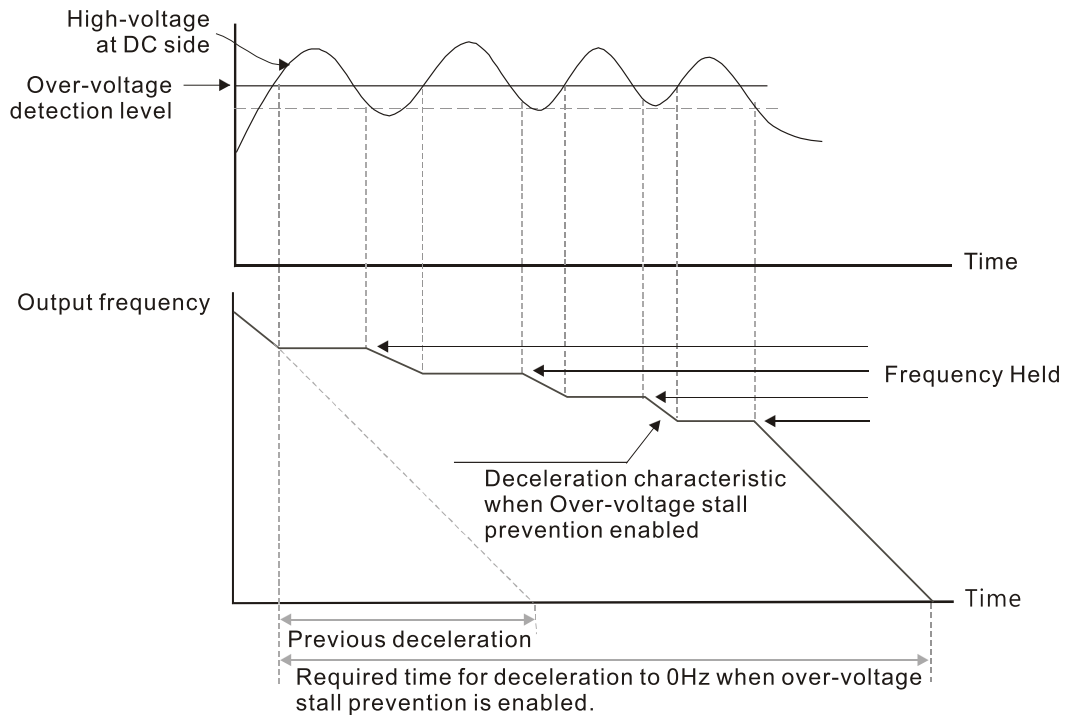 High-voltage
at DC side
Over-voltage
detection level
Time
Output frequency
Frequency Held
Deceleration characteristic
when Over-voltage stall
prevention enabled
Time
Previous deceleration
Required time for deceleration to 0Hz when over-voltage
stall prevention is enabled.